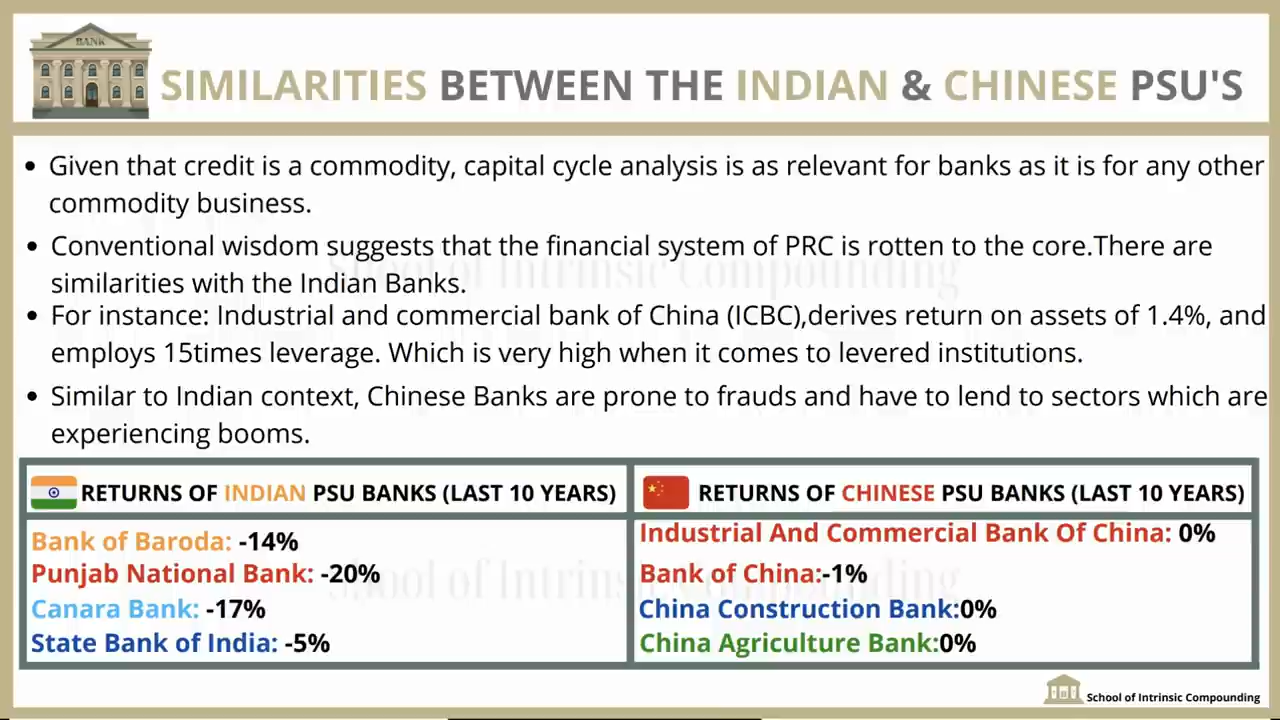 BANK
SIMILARITIES BETWEEN THE INDIAN & CHINESE PSU'S
• Given that credit is a commodity, capital cycle analysis is as relevant for banks as it is for any other
commodity business.
• Conventional wisdom suggests that the financial system of PRC is rotten to the core.There are
similarities with the Indian Banks.
• For instance: Industrial and commercial bank of China (ICBC),derives return on assets of 1.4%, and
employs 15times leverage. Which is very high when it comes to levered institutions.
• Similar to Indian context, Chinese Banks are prone to frauds and have to lend to sectors which are
experiencing booms.
RETURNS OF INDIAN PSU BANKS (LAST 10 YEARS)
Bank of Baroda: -14%
Punjab National Bank: -20%
Canara Bank: -17%
State Bank of India: -5%
RETURNS OF CHINESE PSU BANKS (LAST 10 YEARS)
Industrial And Commercial Bank Of China: 0%
Bank of China:-1%
China Construction Bank:0%
China Agriculture Bank:0%
School of Intrinsic Compounding
School of Intrinsic Compounding
School of Intrinsic Compounding